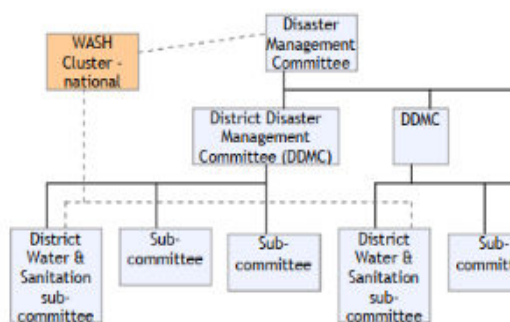 WASH
Cluster -
national
Disaster
Management
Committee
District Disaster
Management
Committee (DDMC)
DDMC
District
Water &
Sanitation
sub-
committee
Sub-
committee
Sub-
committee
District
Water &
Sanitation
sub-
committee
Sub-
committ